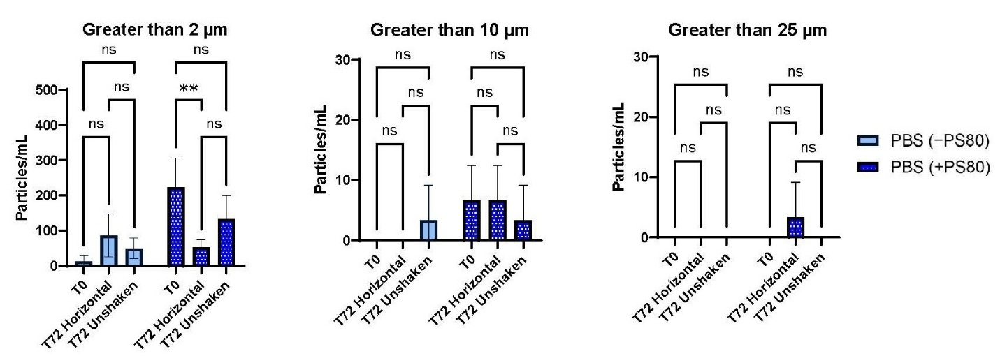 Greater than 2 µm
ns
ns
ns
**
ns
ns
500
400
300
200
100
0
Particles/mL
T0
T72 Horizontal
T72 Unshaken
T0
T72 Horizontal
T72 Unshaken
Greater than 10 µm
ns
ns
ns
ns
ns
ns
30
20
10
0
Particles/mL
T0
T72 Horizontal
T72 Unshaken
T0
T72 Horizontal
T72 Unshaken
Greater than 25 µm
ns
ns
ns
ns
ns
ns
30
20
10
0
Particles/mL
T0
T72 Horizontal
T72 Unshaken
T0
T72 Horizontal
T72 Unshaken
PBS (−PS80)
PBS (+PS80)